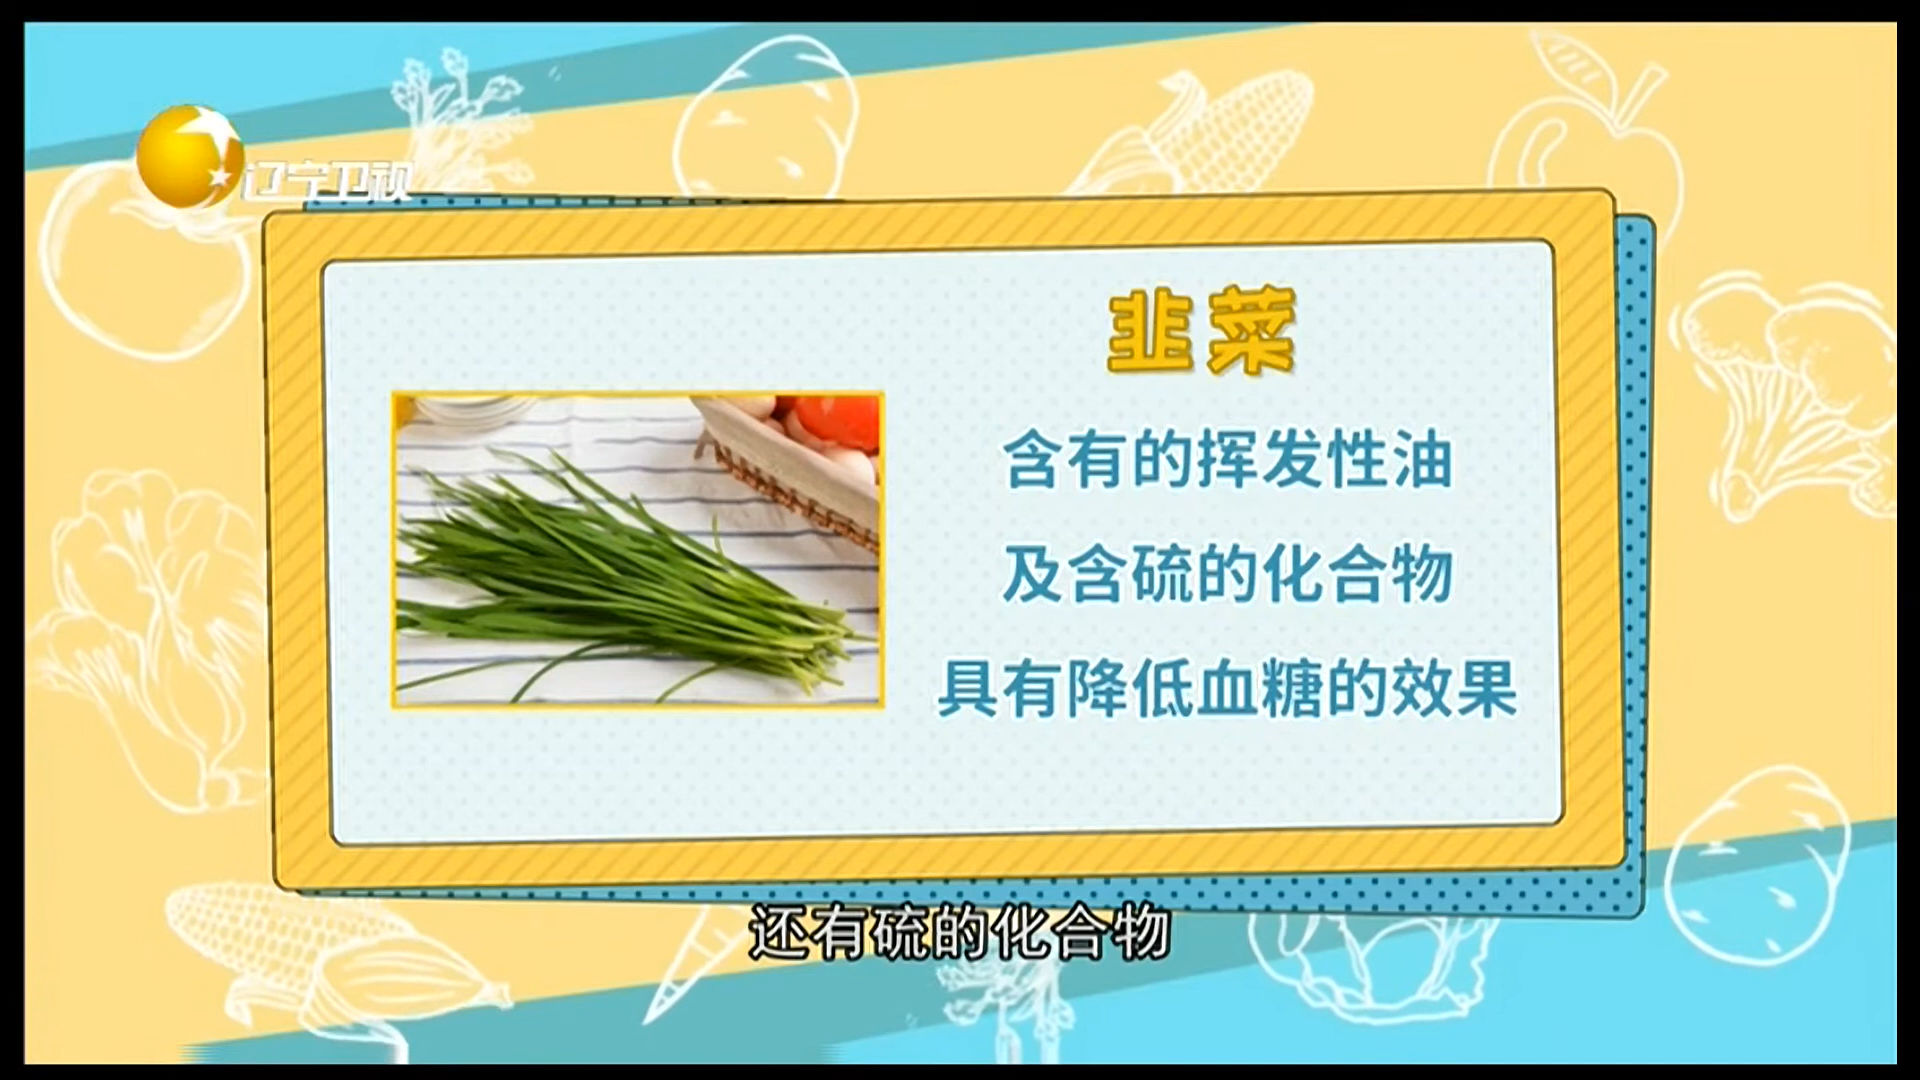 辽宁卫视
韭菜
含有的挥发性油
及含硫的化合物
具有降低血糖的效果
还有硫的化合物